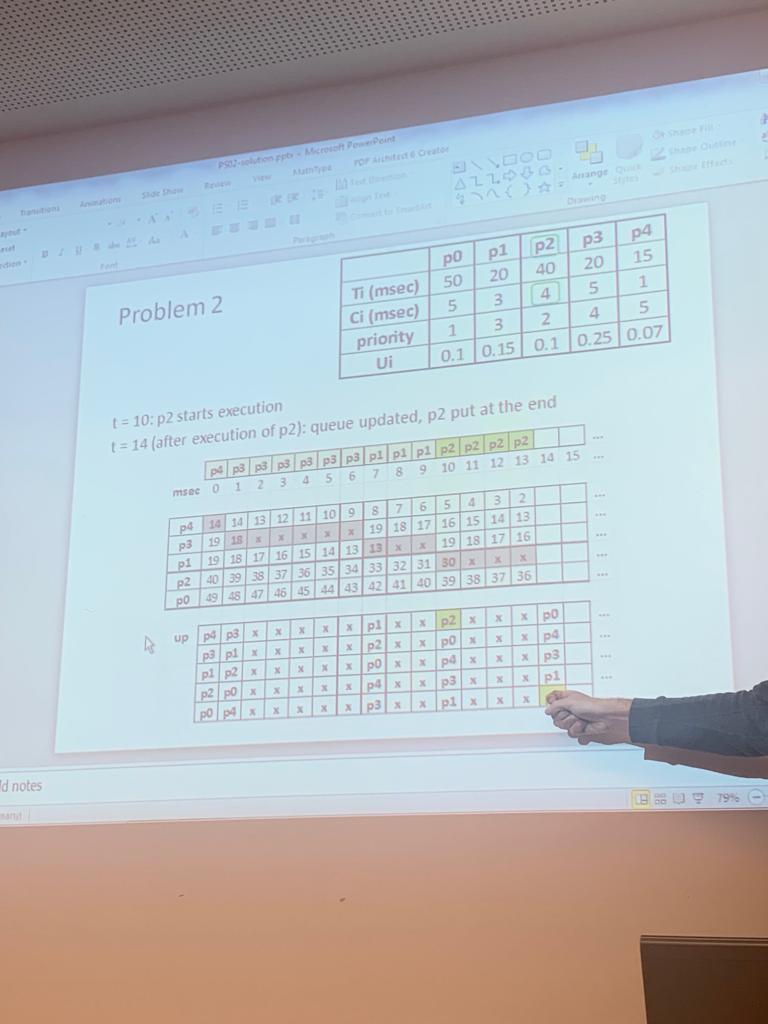 PS02-solution.pptx - Microsoft PowerPoint
Transitions Animations Slide Show Review View MathType PDF Architect 6 Creator
Text Direction
Align Text
Convert to SmartArt
Font Paragraph
Arrange Quick Styles
Drawing
Shape Fill
Shape Outline
Shape Effects
Problem 2
p0 p1 p2 p3 p4
Ti (msec) 50 20 40 20 15
Ci (msec) 5 3 4 5 1
priority 1 3 2 4 5
Ui 0.1 0.15 0.1 0.25 0.07
t = 10: p2 starts execution
t = 14 (after execution of p2): queue updated, p2 put at the end
p4 p3 p3 p3 p3 p3 p3 p1 p1 p1 p2 p2 p2 p2 ...
msec 0 1 2 3 4 5 6 7 8 9 10 11 12 13 14 15 ...
p4 14 14 13 12 11 10 9 8 7 6 5 4 3 2 ...
p3 19 18 x x x x x 19 18 17 16 15 14 13
p1 19 18 17 16 15 14 13 13 x x 19 18 17 16 ...
p2 40 39 38 37 36 35 34 33 32 31 30 x x x
p0 49 48 47 46 45 44 43 42 41 40 39 38 37 36 ...
up p4 p3 x x x x x p1 x x p2 x x x p0 ...
p3 p1 x x x x x p2 x x p0 x x x p4
p1 p2 x x x x x p0 x x p4 x x x p3 ...
p2 p0 x x x x x p4 x x p3 x x x p1 ...
p0 p4 x x x x x p3 x x p1 x x x
d notes
79%